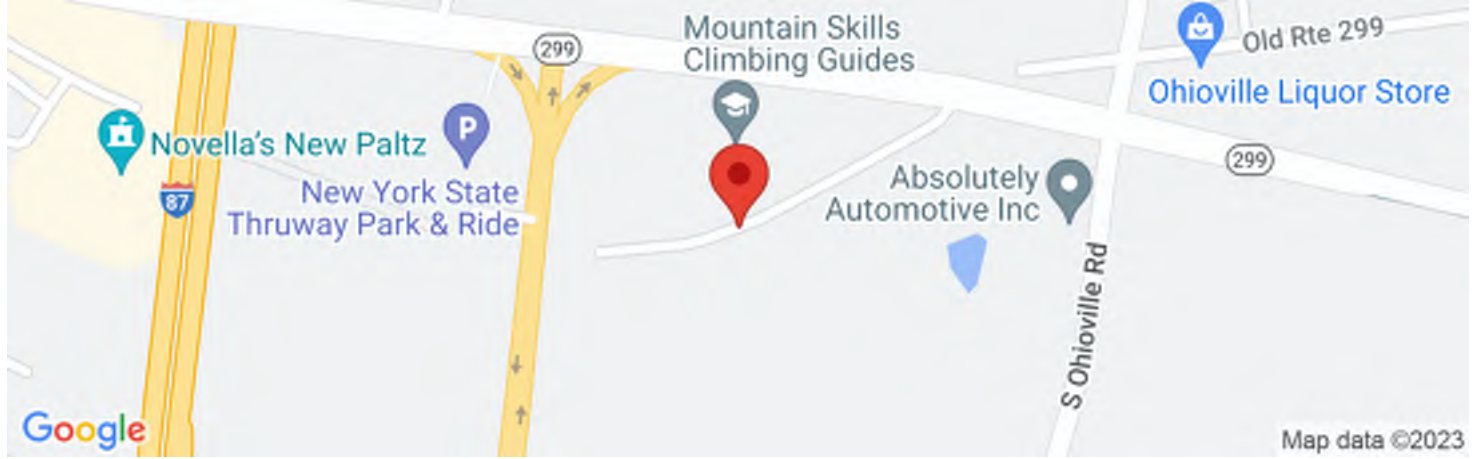 299
Mountain Skills
Climbing Guides
Old Rte 299
Ohioville Liquor Store
P
Novella's New Paltz
New York State
Thruway Park & Ride
87
Absolutely
Automotive Inc
299
S Ohioville Rd
Google
Map data ©2023